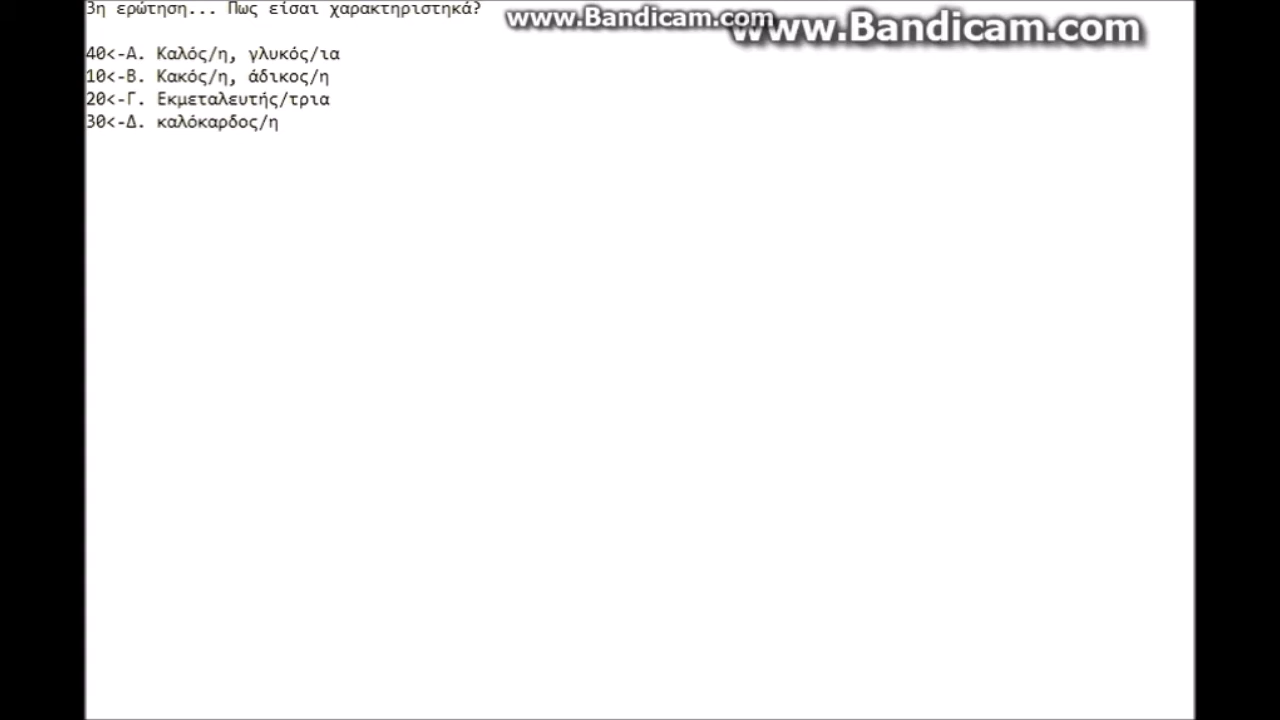 3η ερώτηση... Πως είσαι χαρακτηριστηκά?
www.Bandicam.com
www.Bandicam.com
40<-Α. Καλός/η, γλυκός/ια
10<-Β. Κακός/η, άδικος/η
20<-Γ. Εκμεταλευτής/τρια
30<-Δ. καλόκαρδος/η